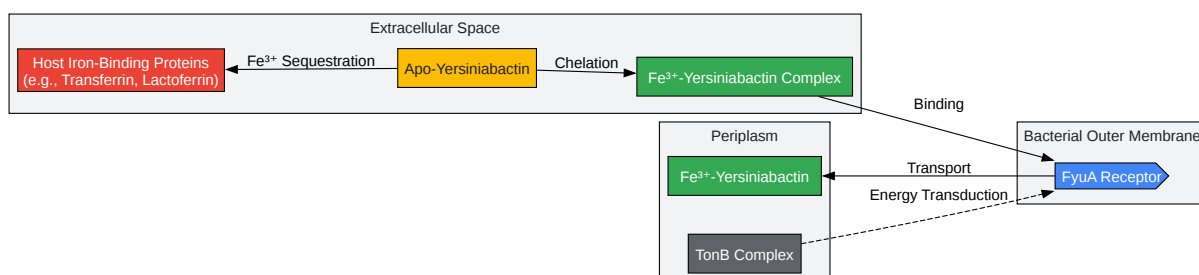 Extracellular Space
Host Iron-Binding Proteins
(e.g., Transferrin, Lactoferrin)
Fe³⁺ Sequestration
Apo-Yersiniabactin
Chelation
Fe³⁺-Yersiniabactin Complex
Binding
Periplasm
Bacterial Outer Membrane
Fe³⁺-Yersiniabactin
Transport
FyuA Receptor
Energy Transduction
TonB Complex